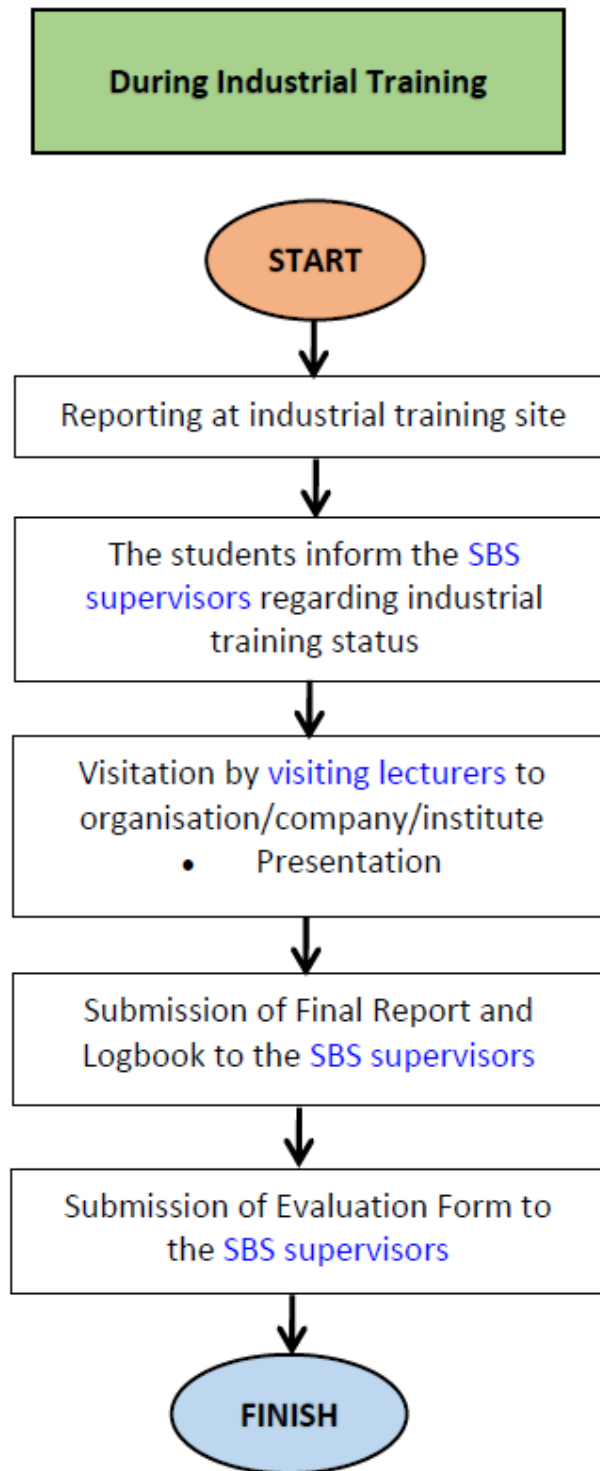 During Industrial Training
START
Reporting at industrial training site
The students inform the SBS
supervisors regarding industrial
training status
Visitation by visiting lecturers to
organisation/company/institute
• Presentation
Submission of Final Report and
Logbook to the SBS supervisors
Submission of Evaluation Form to
the SBS supervisors
FINISH